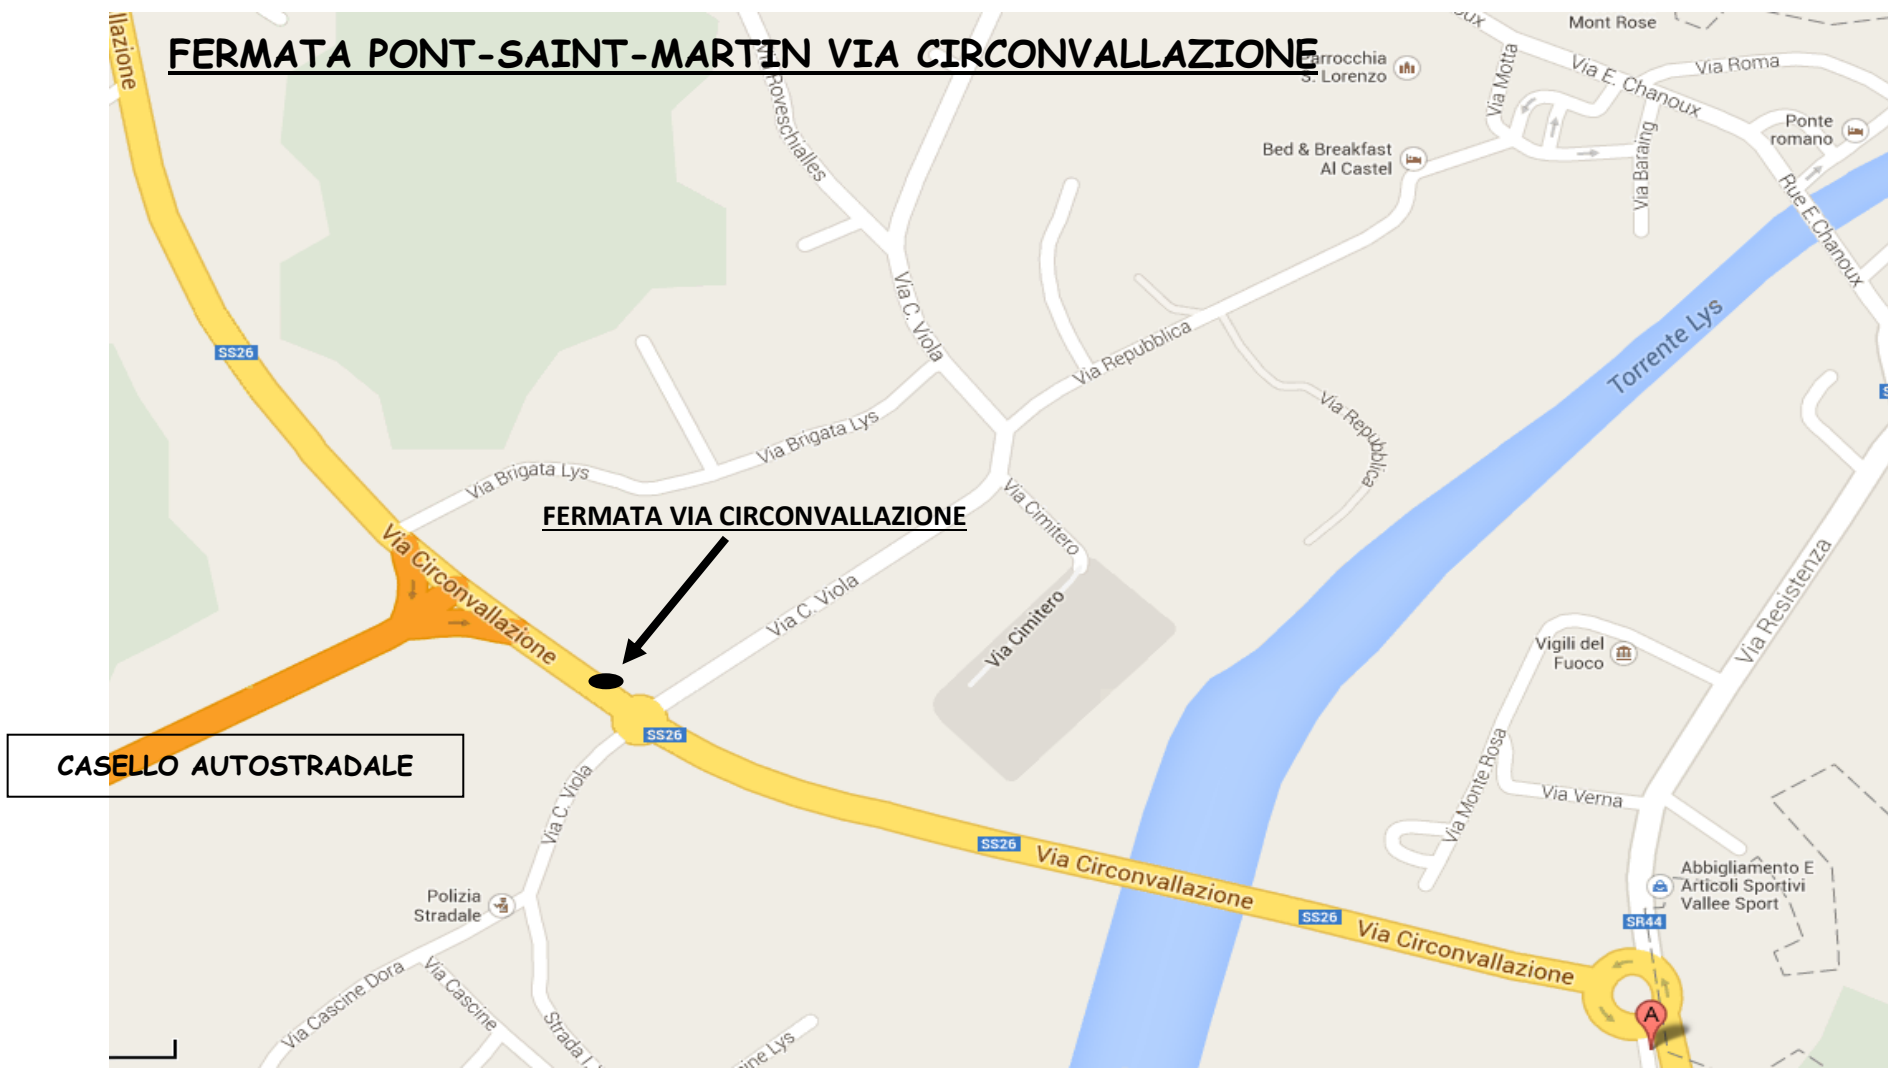 FERMATA PONT-SAINT-MARTIN VIA CIRCONVALLAZIONE
Mont Rose
Parrocchia
S. Lorenzo
Via Motta
Via E. Chanoux
Via Roma
Ponte
romano
Via Roveschialles
Bed & Breakfast
Al Castel
Via Baraing
Rue E.Chanoux
Via C. Viola
Via Repubblica
Torrente Lys
SS26
Via Repubblica
Via Brigata Lys
Via Brigata Lys
FERMATA VIA CIRCONVALLAZIONE
Via Cimitero
Via Circonvallazione
Via C. Viola
Via Cimitero
Via Resistenza
Vigili del
Fuoco
SS26
CASELLO AUTOSTRADALE
Via C. Viola
Via Monte Rosa
Via Verna
SS26
Via Circonvallazione
Abbigliamento E
Articoli Sportivi
Vallee Sport
Polizia
Stradale
SS26
Via Circonvallazione
SR44
Via Cascine Dora
Via Cascine
Strada
A